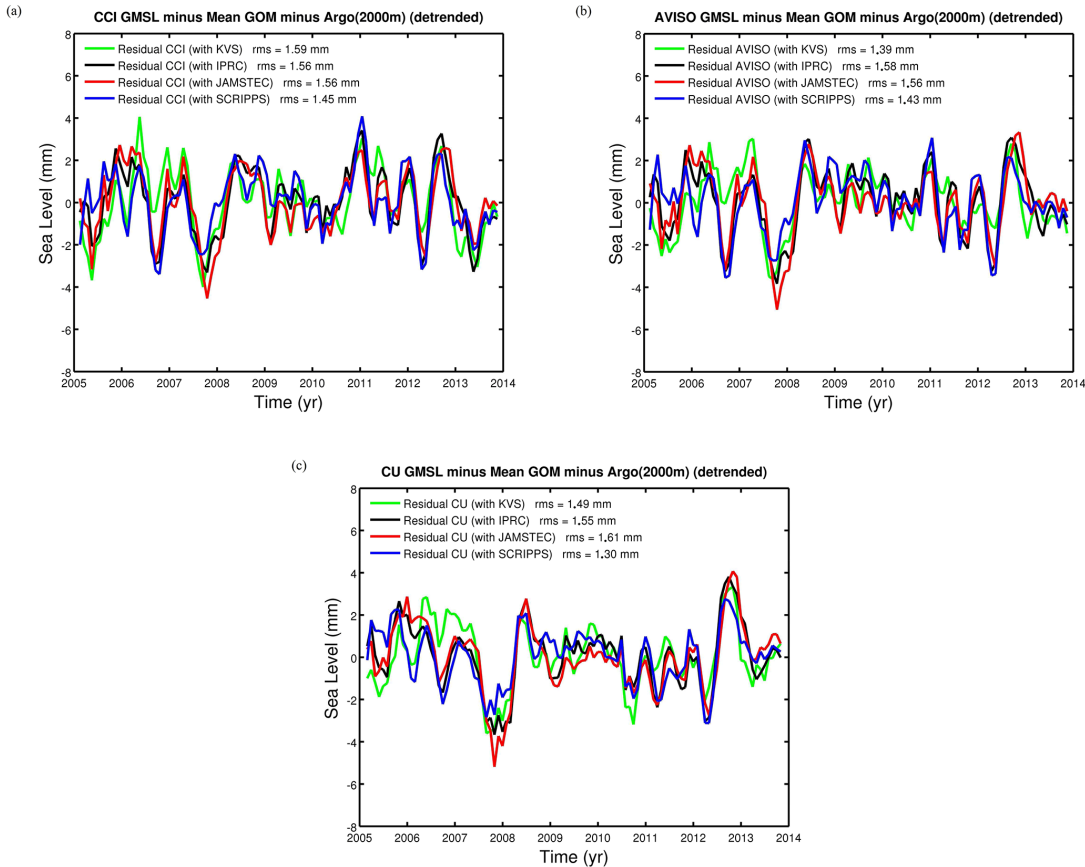 (a)
CCI GMSL minus Mean GOM minus Argo(2000m) (detrended)
Residual CCI (with KVS) rms = 1.59 mm
Residual CCI (with IPRC) rms = 1.56 mm
Residual CCI (with JAMSTEC) rms = 1.56 mm
Residual CCI (with SCRIPPS) rms = 1.45 mm
Sea Level (mm)
8
6
4
2
0
-2
-4
-6
-8
2005 2006 2007 2008 2009 2010 2011 2012 2013 2014
Time (yr)
(b)
AVISO GMSL minus Mean GOM minus Argo(2000m) (detrended)
Residual AVISO (with KVS) rms = 1.39 mm
Residual AVISO (with IPRC) rms = 1.58 mm
Residual AVISO (with JAMSTEC) rms = 1.56 mm
Residual AVISO (with SCRIPPS) rms = 1.43 mm
Sea Level (mm)
8
6
4
2
0
-2
-4
-6
-8
2005 2006 2007 2008 2009 2010 2011 2012 2013 2014
Time (yr)
(c)
CU GMSL minus Mean GOM minus Argo(2000m) (detrended)
Residual CU (with KVS) rms = 1.49 mm
Residual CU (with IPRC) rms = 1.55 mm
Residual CU (with JAMSTEC) rms = 1.61 mm
Residual CU (with SCRIPPS) rms = 1.30 mm
Sea Level (mm)
8
6
4
2
0
-2
-4
-6
-8
2005 2006 2007 2008 2009 2010 2011 2012 2013 2014
Time (yr)